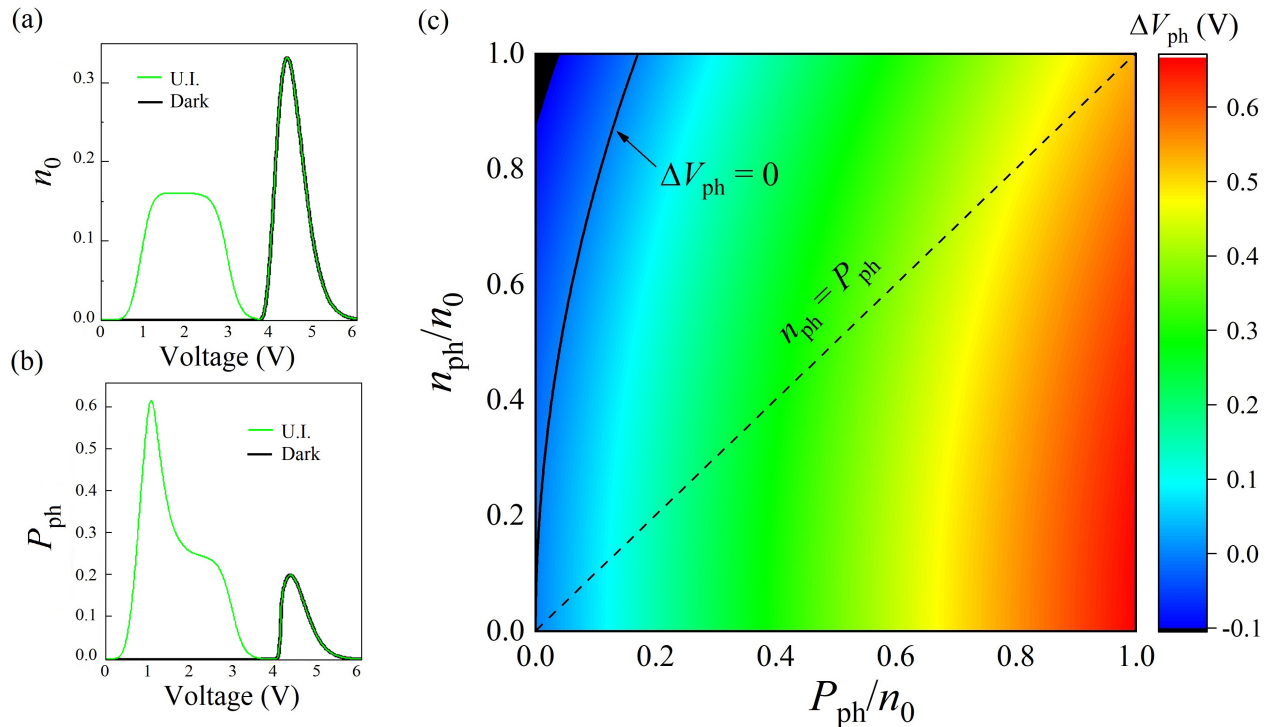 (a)
n0
0.3
0.2
0.1
0.0
U.I.
Dark
0 1 2 3 4 5 6
Voltage (V)
(b)
Pph
0.6
0.5
0.4
0.3
0.2
0.1
0.0
U.I.
Dark
0 1 2 3 4 5 6
Voltage (V)
(c)
nph/n0
1.0
0.8
0.6
0.4
0.2
0.0
ΔVph = 0
nph = Pph
0.0 0.2 0.4 0.6 0.8 1.0
Pph/n0
ΔVph (V)
0.6
0.5
0.4
0.3
0.2
0.1
0.0
-0.1